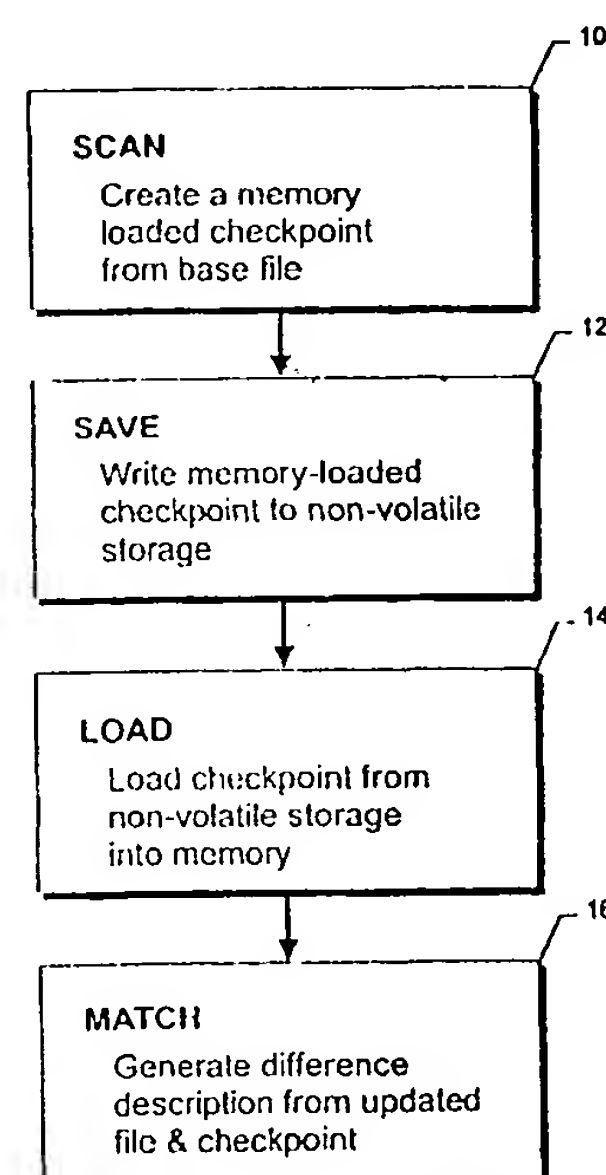 10
SCAN
Create a memory
loaded checkpoint
from base file
12
SAVE
Write memory-loaded
checkpoint to non-volatile
storage
14
LOAD
Load checkpoint from
non-volatile storage
into memory
16
MATCH
Generate difference
description from updated
file & checkpoint